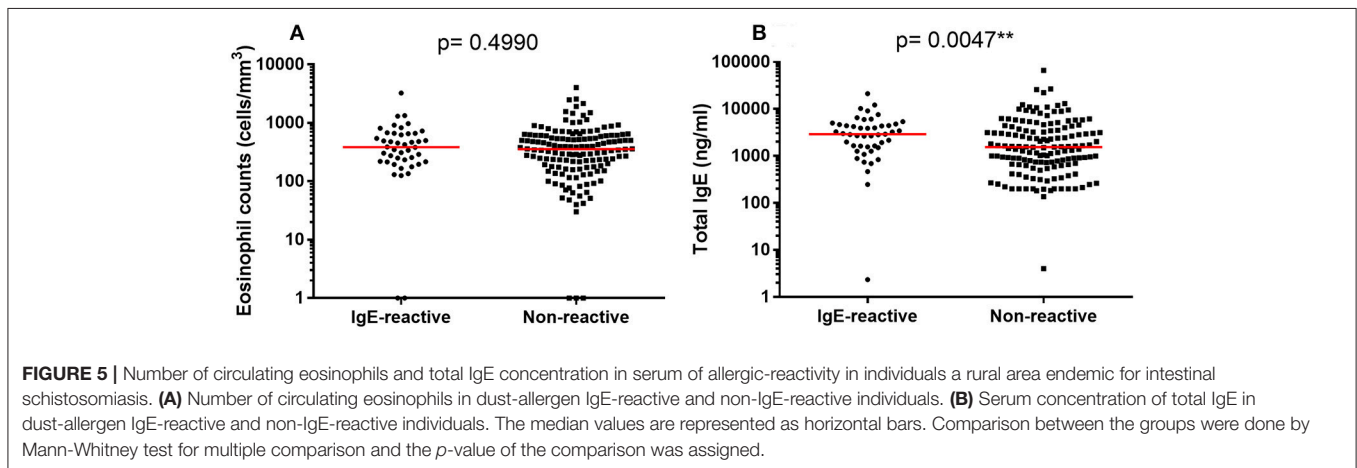 A
p= 0.4990
Eosinophil counts (cells/mm³)
10000
1000
100
10
1
IgE-reactive Non-reactive
B
p= 0.0047**
Total IgE (ng/ml)
100000
10000
1000
100
10
1
IgE-reactive Non-reactive
FIGURE 5 | Number of circulating eosinophils and total IgE concentration in serum of allergic-reactivity in individuals a rural area endemic for intestinal
schistosomiasis. (A) Number of circulating eosinophils in dust-allergen IgE-reactive and non-IgE-reactive individuals. (B) Serum concentration of total IgE in
dust-allergen IgE-reactive and non-IgE-reactive individuals. The median values are represented as horizontal bars. Comparison between the groups were done by
Mann-Whitney test for multiple comparison and the p-value of the comparison was assigned.